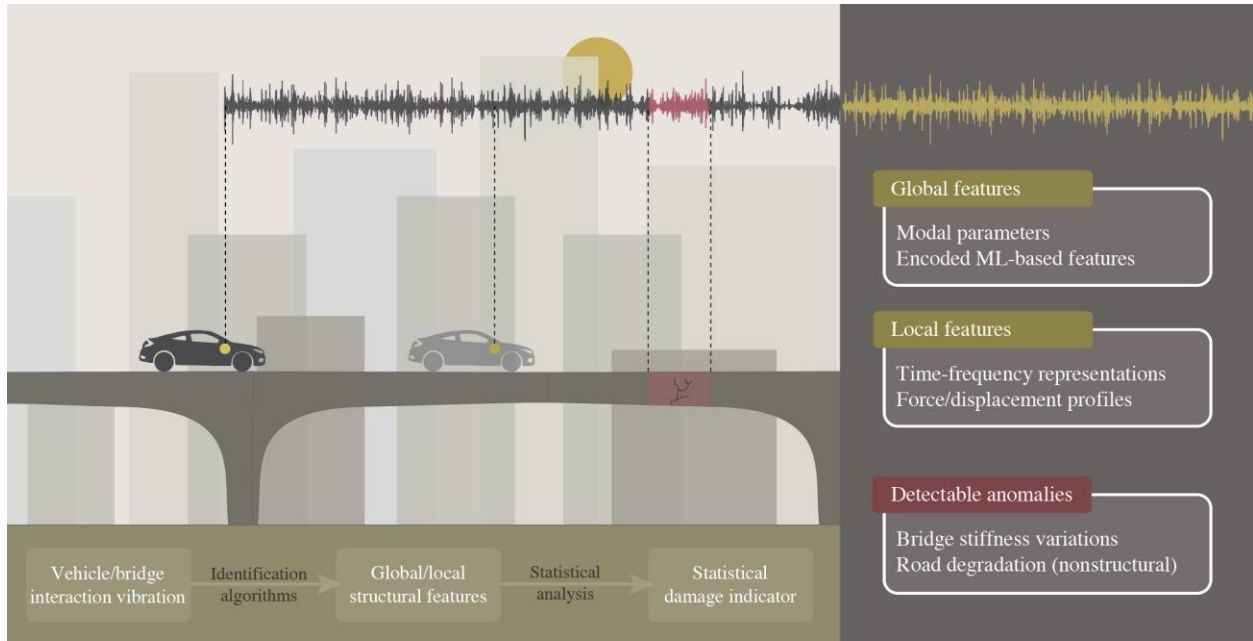 Global features
Modal parameters
Encoded ML-based features
Local features
Time-frequency representations
Force/displacement profiles
Detectable anomalies
Bridge stiffness variations
Road degradation (nonstructural)
Vehicle/bridge
interaction vibration
Identification
algorithms
Global/local
structural features
Statistical
analysis
Statistical
damage indicator